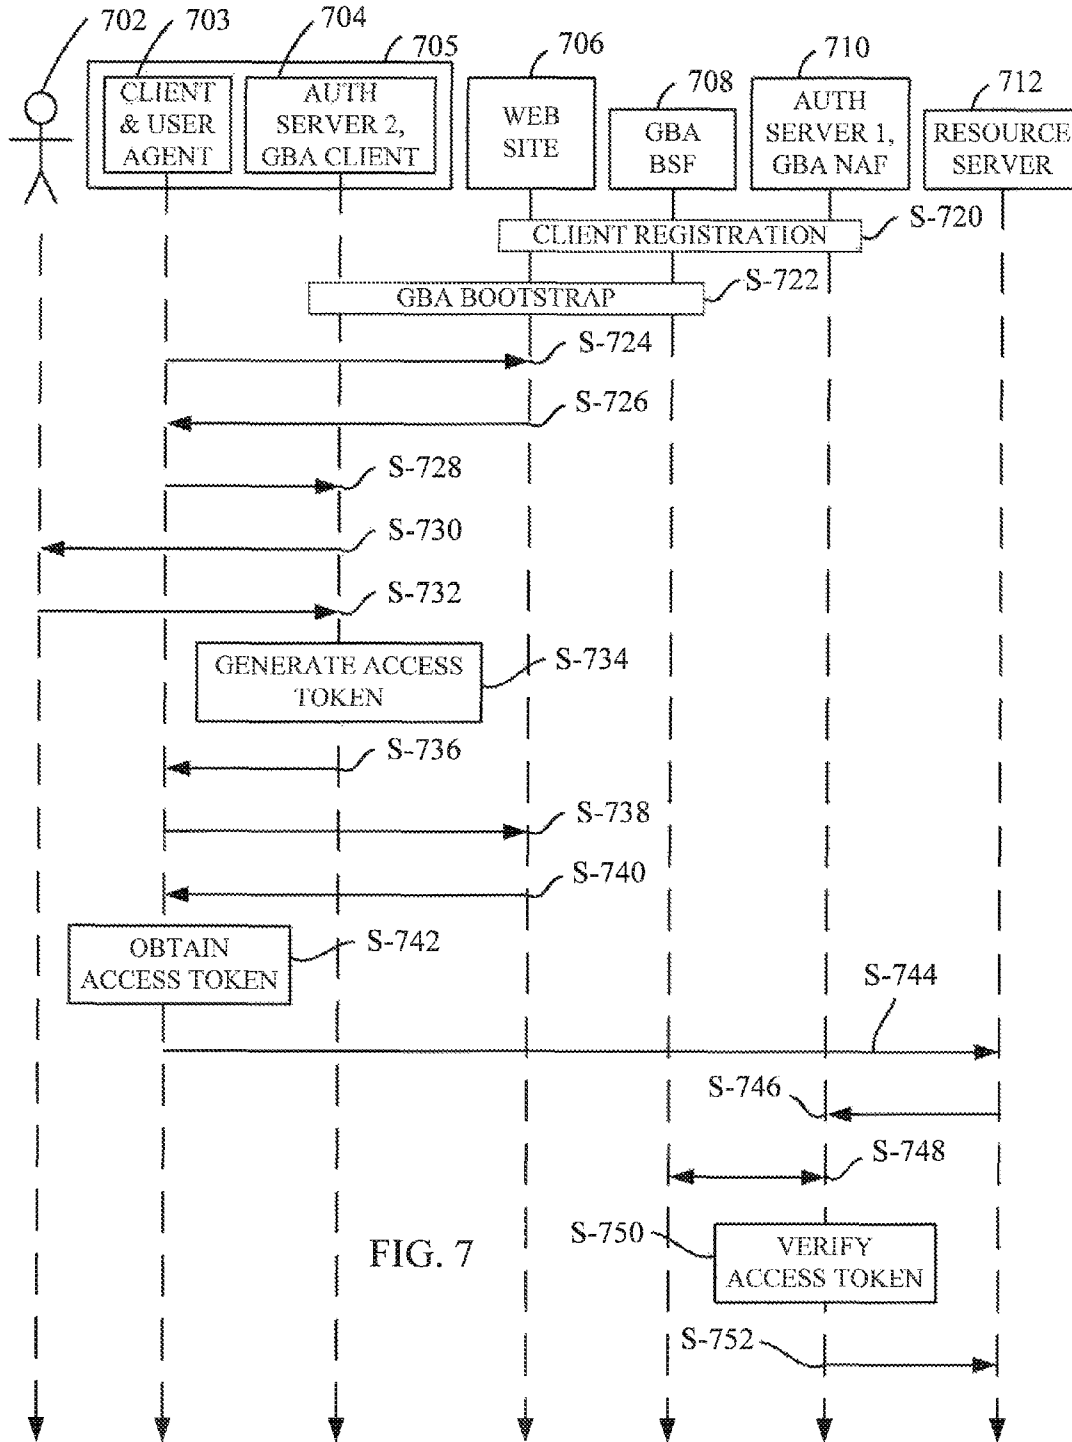 702
703
704
705
706
708
710
712
CLIENT
& USER
AGENT
AUTH
SERVER 2,
GBA CLIENT
WEB
SITE
GBA
BSF
AUTH
SERVER 1,
GBA NAF
RESOURCE
SERVER
CLIENT REGISTRATION
S-720
GBA BOOTSTRAP
S-722
S-724
S-726
S-728
S-730
S-732
GENERATE ACCESS
TOKEN
S-734
S-736
S-738
S-740
OBTAIN
ACCESS TOKEN
S-742
S-744
S-746
S-748
S-750
VERIFY
ACCESS TOKEN
FIG. 7
S-752